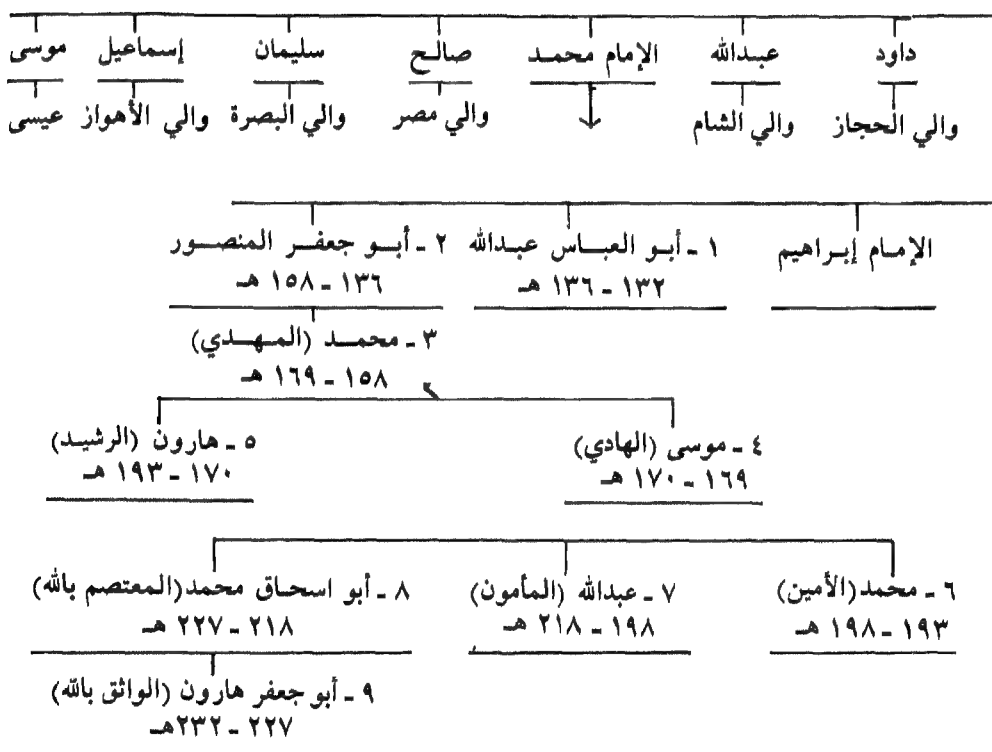 داود عبدالله الإمام محمد صالح سليمان إسماعيل موسى
والي الحجاز والي الشام والي مصر والي البصرة والي الأهواز عيسى
الإمام إبراهيم ١ ـ أبو العباس عبدالله ٢ ـ أبو جعفر المنصور
١٣٢ ـ ١٣٦ هـ ١٣٦ ـ ١٥٨ هـ
٣ ـ محمد (المهدي)
١٥٨ ـ ١٦٩ هـ
٤ ـ موسى (الهادي) ٥ ـ هارون (الرشيد)
١٦٩ ـ ١٧٠ هـ ١٧٠ ـ ١٩٣ هـ
٦ ـ محمد (الأمين) ٧ ـ عبدالله (المأمون) ٨ ـ أبو اسحاق محمد (المعتصم بالله)
١٩٣ ـ ١٩٨ هـ ١٩٨ ـ ٢١٨ هـ ٢١٨ ـ ٢٢٧ هـ
٩ ـ أبو جعفر هارون (الواثق بالله)
٢٢٧ ـ ٢٣٢هـ